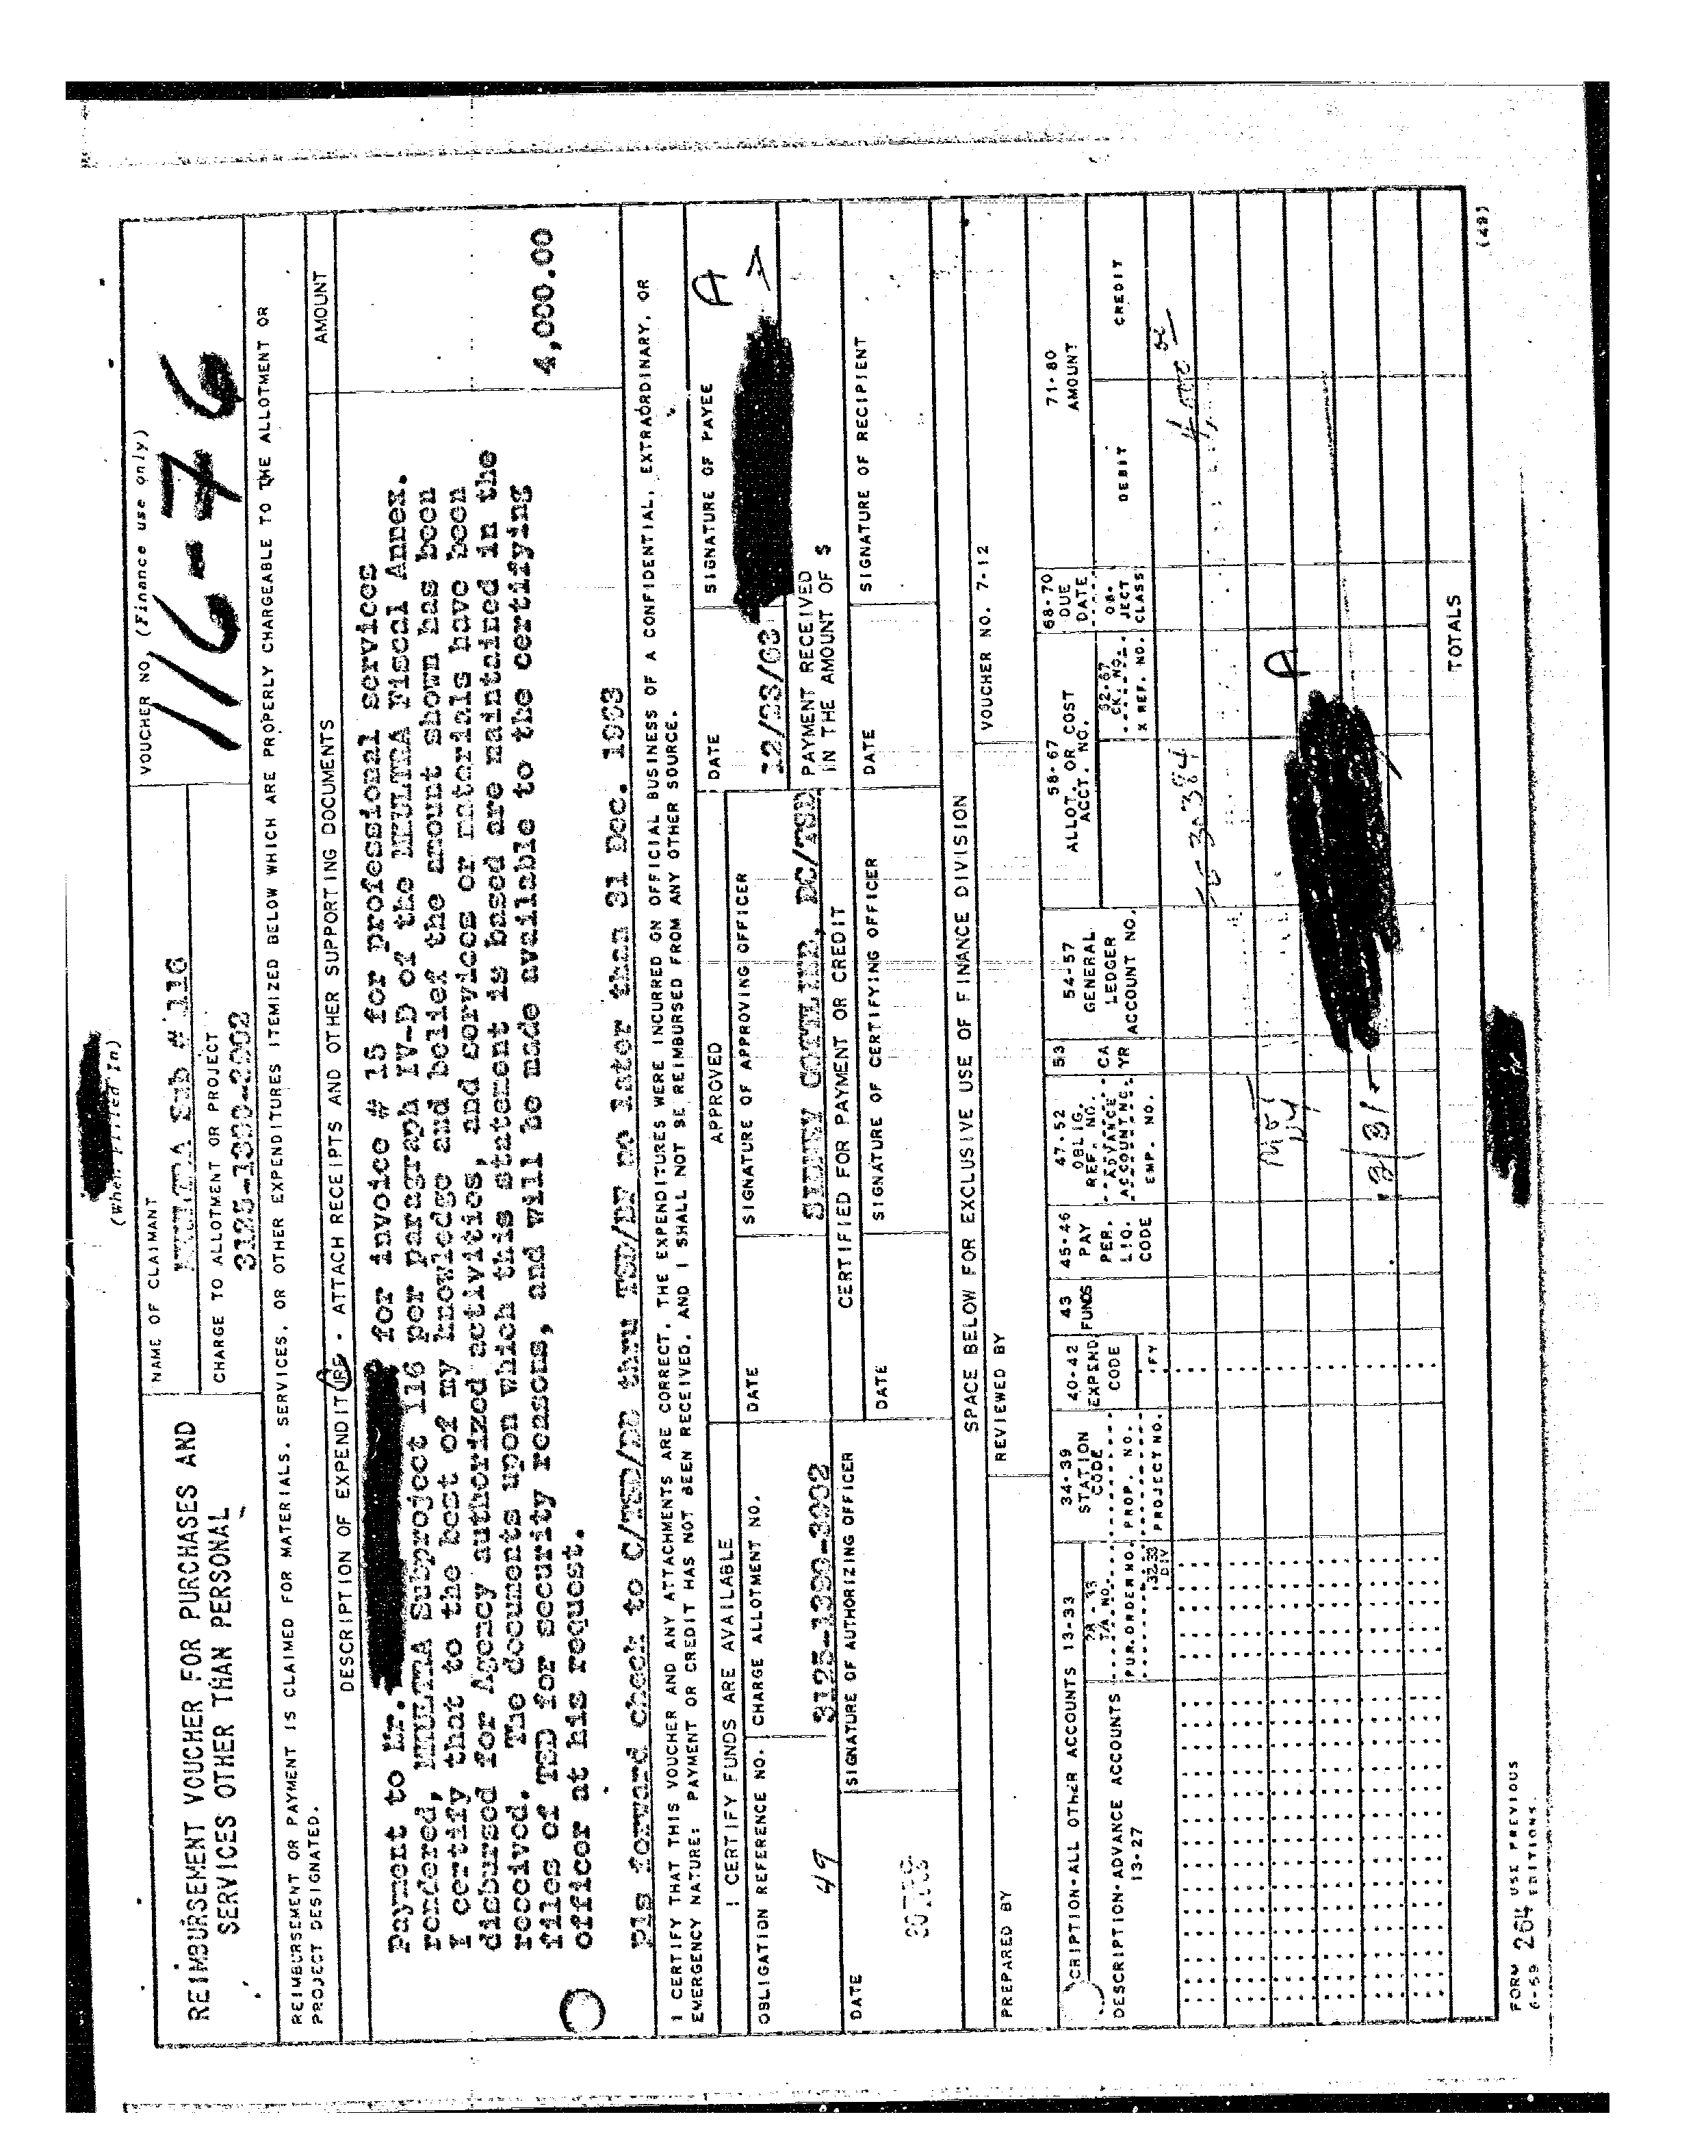 (When Filled In)
REIMBURSEMENT VOUCHER FOR PURCHASES AND
SERVICES OTHER THAN PERSONAL
NAME OF CLAIMANT
MKULTRA Sub # 116
CHARGE TO ALLOTMENT OR PROJECT
3125-1390-3902
VOUCHER NO. (Finance use only)
116-76
REIMBURSEMENT OR PAYMENT IS CLAIMED FOR MATERIALS, SERVICES, OR OTHER EXPENDITURES ITEMIZED BELOW WHICH ARE PROPERLY CHARGEABLE TO THE ALLOTMENT OR
PROJECT DESIGNATED.
DESCRIPTION OF EXPENDITURE - ATTACH RECEIPTS AND OTHER SUPPORTING DOCUMENTS
AMOUNT
Payment to Mr. for invoice # 15 for professional services
rendered, MKULTRA Subproject 116 per paragraph IV-D of the MKULTRA Fiscal Annex.
I certify that to the best of my knowledge and belief the amount shown has been
disbursed for Agency authorized activities, and services or materials have been
received. The documents upon which this statement is based are maintained in the
files of TSD for security reasons, and will be made available to the certifying
officer at his request.
4,000.00
Pls forward check to C/TSD/BB thru TSD/BF no later than 31 Dec. 1963
I CERTIFY THAT THIS VOUCHER AND ANY ATTACHMENTS ARE CORRECT, THE EXPENDITURES WERE INCURRED ON OFFICIAL BUSINESS OF A CONFIDENTIAL, EXTRAORDINARY, OR
EMERGENCY NATURE; PAYMENT OR CREDIT HAS NOT BEEN RECEIVED, AND I SHALL NOT BE REIMBURSED FROM ANY OTHER SOURCE.
I CERTIFY FUNDS ARE AVAILABLE
APPROVED
DATE
SIGNATURE OF PAYEE
A
OBLIGATION REFERENCE NO.
CHARGE ALLOTMENT NO.
DATE
SIGNATURE OF APPROVING OFFICER
49
3125-1390-3902
SIDNEY GOTTLIEB, DC/TSD
12/23/63
PAYMENT RECEIVED
IN THE AMOUNT OF $
DATE
SIGNATURE OF AUTHORIZING OFFICER
CERTIFIED FOR PAYMENT OR CREDIT
DATE
SIGNATURE OF CERTIFYING OFFICER
DATE
SIGNATURE OF RECIPIENT
SPACE BELOW FOR EXCLUSIVE USE OF FINANCE DIVISION
PREPARED BY
REVIEWED BY
VOUCHER NO. 7-12
CRIPTION-ALL OTHER ACCOUNTS 13-33
34-39
STATION
CODE
40-42
EXPEND
CODE
43
FUNDS
45-46
PAY
PER.
LIQ.
CODE
47-52
OBLIG.
REF. NO.
ADVANCE
ACCOUNTING
EMP. NO.
53
CA
YR
54-57
GENERAL
LEDGER
ACCOUNT NO.
58-67
ALLOT. OR COST
ACCT. NO.
68-70
DUE
DATE
71-80
AMOUNT
DESCRIPTION-ADVANCE ACCOUNTS
13-27
28-33
T/A NO.
PUR.ORDER NO.
32-33
DIV
PROP. NO.
PROJECT NO.
FY
62-67
CK. NO.
X REF. NO.
OB-
JECT
CLASS
DEBIT
CREDIT
A
TOTALS
FORM 264 USE PREVIOUS
6-59 EDITIONS.
(49)